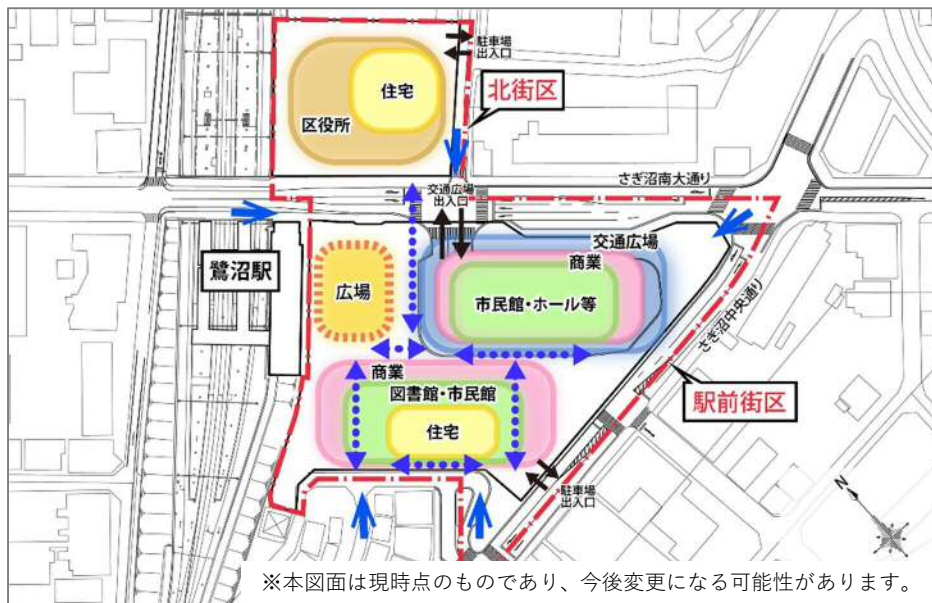 駐車場
出入口
住宅
区役所
北街区
さぎ沼南大通り
交通広場
出入口
鷺沼駅
広場
交通広場
商業
市民館・ホール等
さぎ沼中央通り
商業
図書館・市民館
住宅
駅前街区
駐車場
出入口
N
※本図面は現時点のものであり、今後変更になる可能性があります。